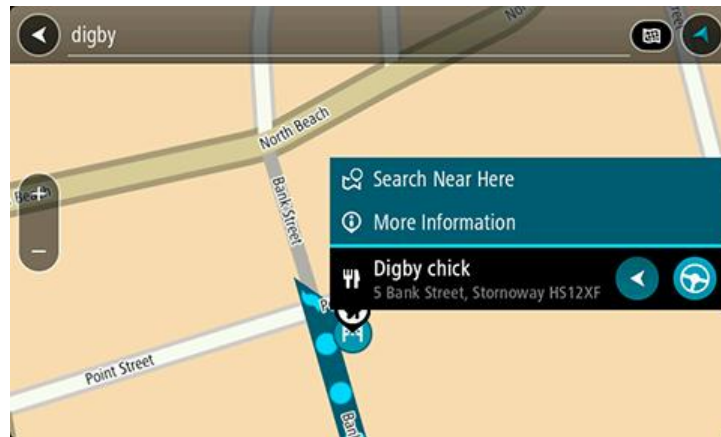 digby
North Beach
Bank Street
Search Near Here
More Information
Digby chick
5 Bank Street, Stornoway HS12XF
Point Street